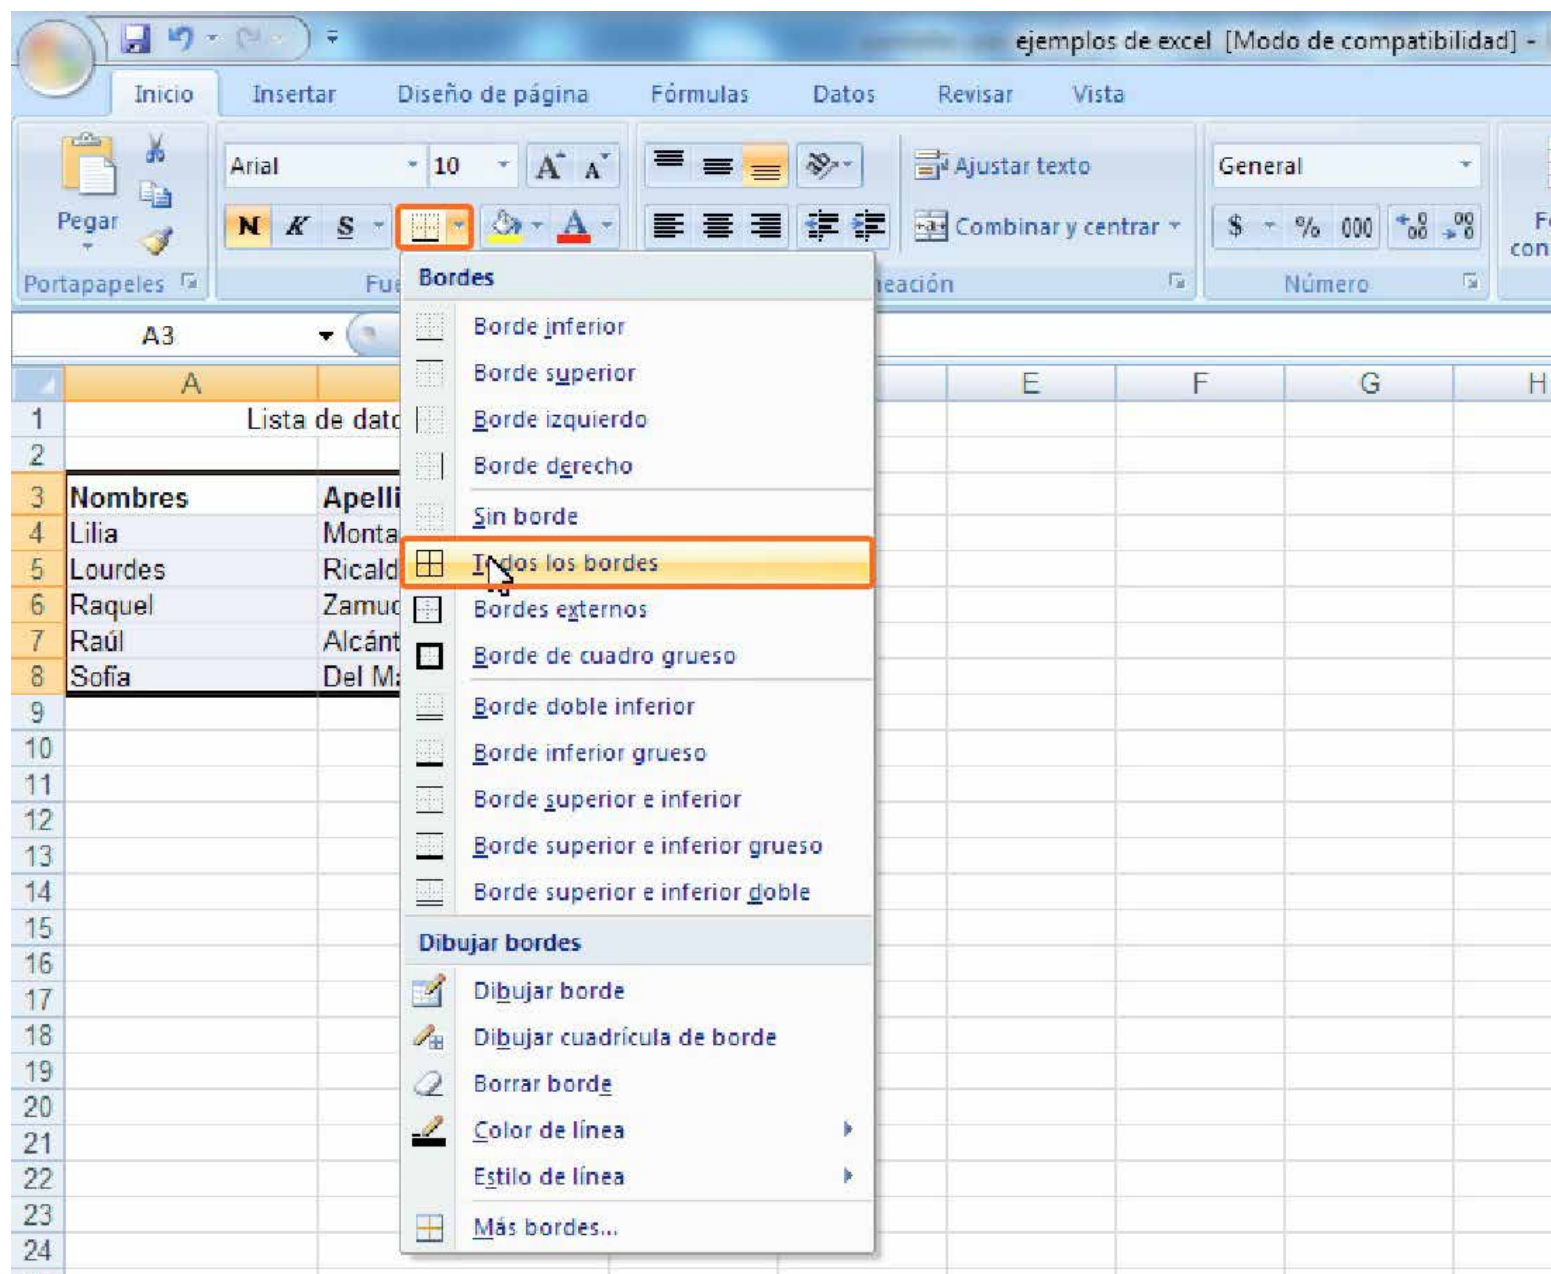 ejemplos de excel [Modo de compatibilidad] -
Inicio Insertar Diseño de página Fórmulas Datos Revisar Vista
Arial 10 A A Ajustar texto General
Pegar N K S A Combinar y centrar $ % 000
Portapapeles Número
A3
Bordes
Borde inferior
Borde superior
Borde izquierdo
Borde derecho
Sin borde
Todos los bordes
Bordes externos
Borde de cuadro grueso
Borde doble inferior
Borde inferior grueso
Borde superior e inferior
Borde superior e inferior grueso
Borde superior e inferior doble
Dibujar bordes
Dibujar borde
Dibujar cuadrícula de borde
Borrar borde
Color de línea
Estilo de línea
Más bordes...
A E F G H
1 Lista de dato
2
3 Nombres Apelli
4 Lilia Monta
5 Lourdes Ricald
6 Raquel Zamud
7 Raúl Alcánt
8 Sofía Del Ma
9
10
11
12
13
14
15
16
17
18
19
20
21
22
23
24